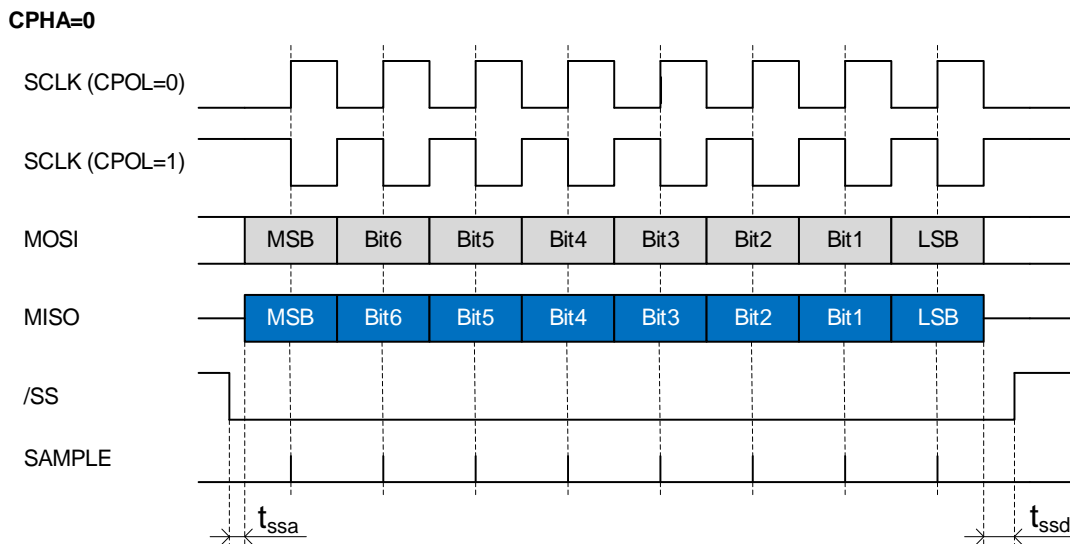 CPHA=0
SCLK (CPOL=0)
SCLK (CPOL=1)
MOSI MSB Bit6 Bit5 Bit4 Bit3 Bit2 Bit1 LSB
MISO MSB Bit6 Bit5 Bit4 Bit3 Bit2 Bit1 LSB
/SS
SAMPLE
tssa tssd